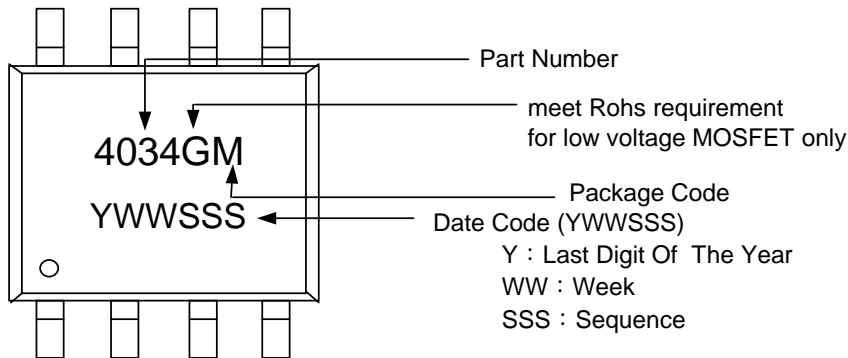 Part Number
meet Rohs requirement
for low voltage MOSFET only
4034GM
Package Code
YWWSSS
Date Code (YWWSSS)
Y：Last Digit Of The Year
WW：Week
SSS：Sequence